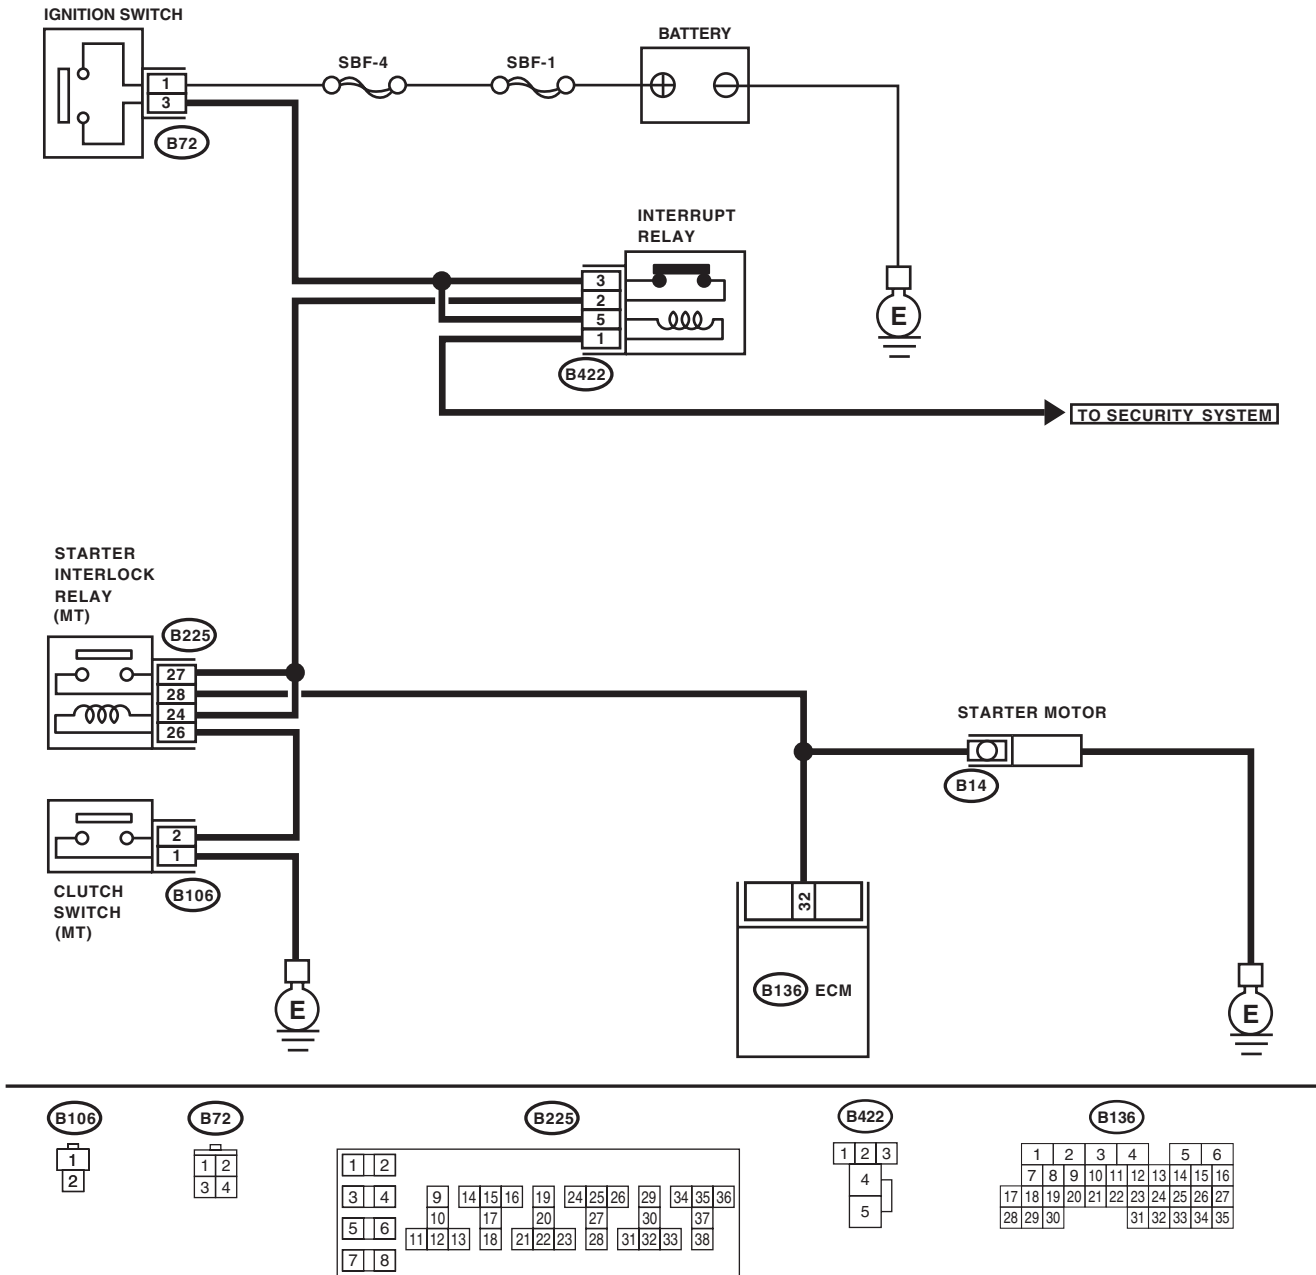 IGNITION SWITCH
1
3
B72
SBF-4
SBF-1
BATTERY
INTERRUPT
RELAY
3
2
5
1
B422
E
TO SECURITY SYSTEM
STARTER
INTERLOCK
RELAY
(MT)
B225
27
28
24
26
2
1
CLUTCH
SWITCH
(MT)
B106
E
STARTER MOTOR
B14
32
B136 ECM
E
B106
1
2
B72
1 2
3 4
B225
1 2
3 4 9 14 15 16 19 24 25 26 29 34 35 36
10 17 20 27 30 37
5 6
11 12 13 18 21 22 23 28 31 32 33 38
7 8
B422
1 2 3
4
5
B136
1 2 3 4 5 6
7 8 9 10 11 12 13 14 15 16
17 18 19 20 21 22 23 24 25 26 27
28 29 30 31 32 33 34 35